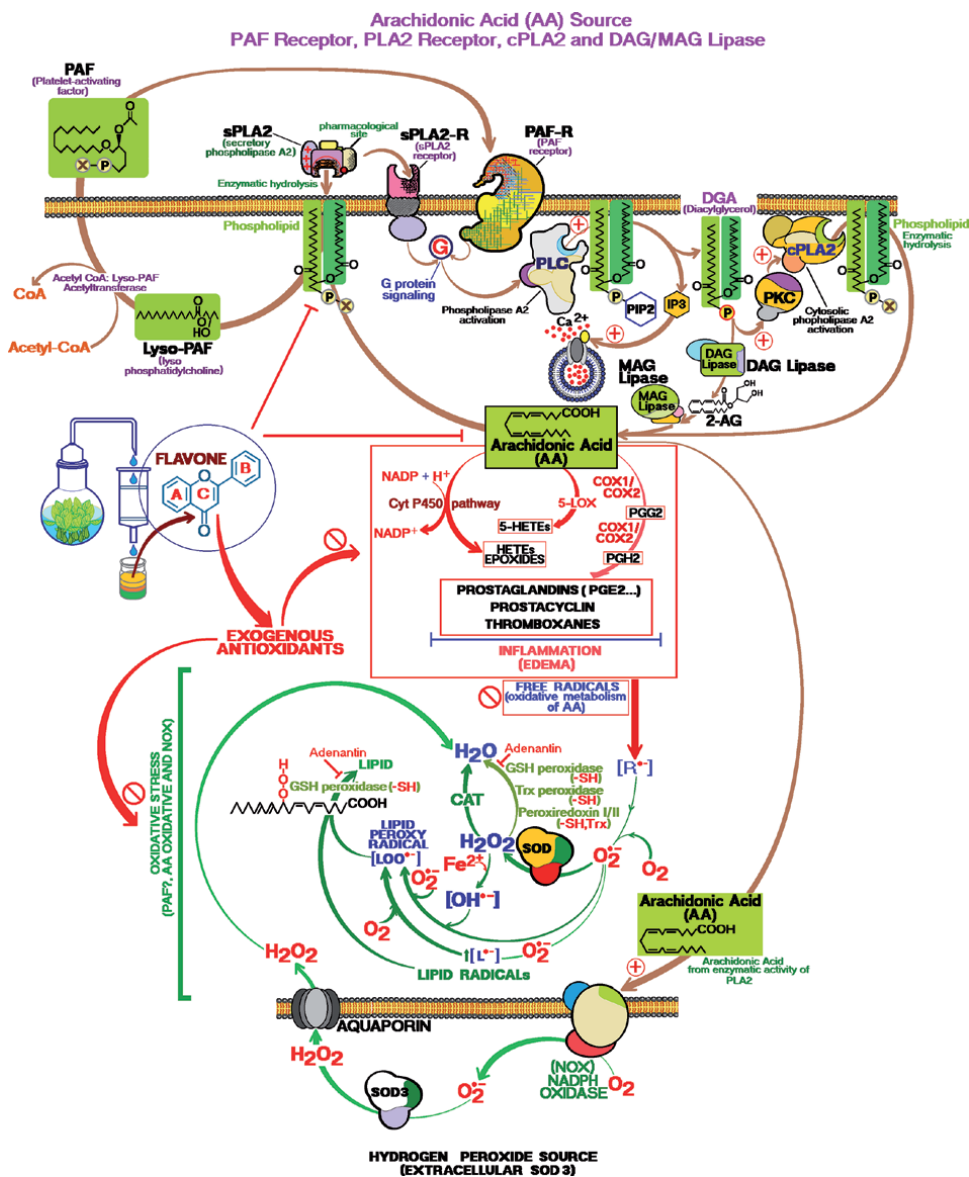 Arachidonic Acid (AA) Source
PAF Receptor, PLA2 Receptor, cPLA2 and DAG/MAG Lipase
PAF
(Platelet-activating
factor)
O
O
O
X
P
sPLA2
(secretory
phospholipase A2)
pharmacological
site
Enzymatic hydrolysis
sPLA2-R
(sPLA2
receptor)
PAF-R
(PAF
receptor)
DGA
(Diacylglycerol)
Phospholipid
Phospholipid
Enzymatic
hydrolysis
G
G protein
signaling
PLC
Phospholipase A2
activation
PIP2
IP3
Ca 2+
cPLA2
PKC
Cytosolic
phopholipase A2
activation
P
X
P
P
P
X
CoA
Acetyl CoA: Lyso-PAF
Acetyltransferase
Acetyl-CoA
O
HO
Lyso-PAF
(lyso
phosphatidylcholine)
MAG
Lipase
DAG
Lipase
DAG Lipase
MAG
Lipase
OH
OH
2-AG
COOH
Arachidonic Acid
(AA)
FLAVONE
A
C
B
O
O
NADP + H+
Cyt P450 pathway
NADP+
HETEs
EPOXIDES
5-LOX
5-HETEs
COX1/
COX2
PGG2
COX1/
COX2
PGH2
PROSTAGLANDINS ( PGE2...)
PROSTACYCLIN
THROMBOXANES
INFLAMMATION
(EDEMA)
EXOGENOUS
ANTIOXIDANTS
FREE RADICALS
(oxidative metabolism
of AA)
OXIDATIVE STRESS
(PAF?, AA OXIDATIVE AND NOX)
H
O
O
Adenantin
LIPID
GSH peroxidase (-SH)
COOH
H2O
Adenantin
GSH peroxidase
(-SH)
Trx peroxidase
(-SH)
Peroxiredoxin I/II
(-SH,Trx)
[R•-]
CAT
LIPID
PEROXY
RADICAL
[LOO•-]
H2O2
SOD
O2•-
O2
Fe2+
O2•-
[OH•-]
O2
[L•-]
O2•-
LIPID RADICALs
Arachidonic Acid
(AA)
COOH
Arachidonic Acid
from enzymatic activity of
PLA2
H2O2
AQUAPORIN
H2O2
SOD3
O2•-
(NOX)
NADPH
OXIDASE
O2
HYDROGEN PEROXIDE SOURCE
(EXTRACELLULAR SOD 3)